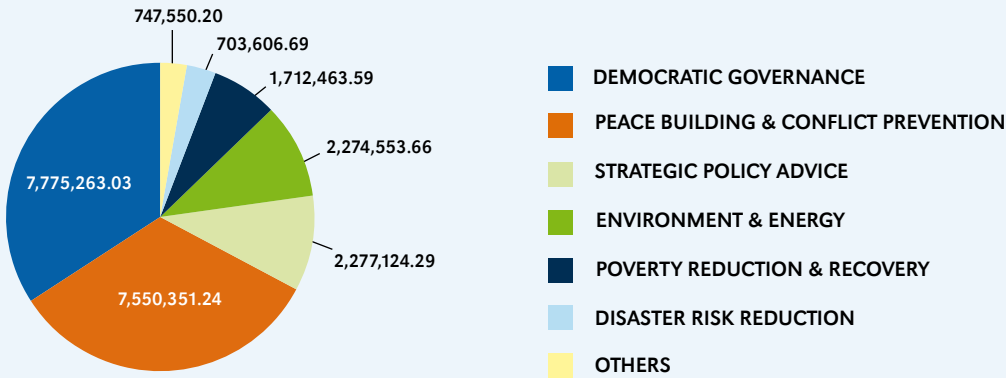 747,550.20
703,606.69
1,712,463.59
2,274,553.66
7,775,263.03
2,277,124.29
7,550,351.24
DEMOCRATIC GOVERNANCE
PEACE BUILDING & CONFLICT PREVENTION
STRATEGIC POLICY ADVICE
ENVIRONMENT & ENERGY
POVERTY REDUCTION & RECOVERY
DISASTER RISK REDUCTION
OTHERS